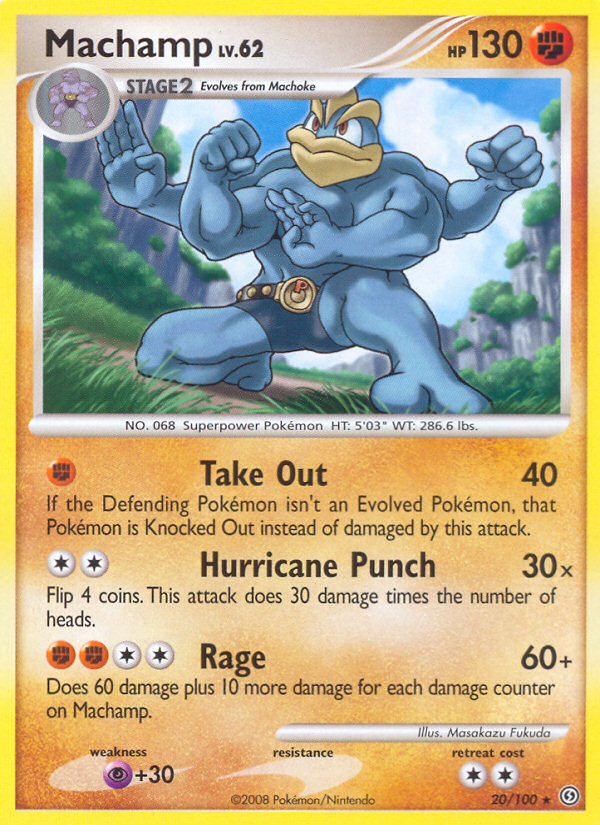 Machamp LV.62 HP 130
STAGE2 Evolves from Machoke
NO. 068 Superpower Pokémon HT: 5'03" WT: 286.6 lbs.
Take Out 40
If the Defending Pokémon isn't an Evolved Pokémon, that
Pokémon is Knocked Out instead of damaged by this attack.
Hurricane Punch 30x
Flip 4 coins. This attack does 30 damage times the number of
heads.
Rage 60+
Does 60 damage plus 10 more damage for each damage counter
on Machamp.
Illus. Masakazu Fukuda
weakness resistance retreat cost
+30
©2008 Pokémon/Nintendo 20/100 ★